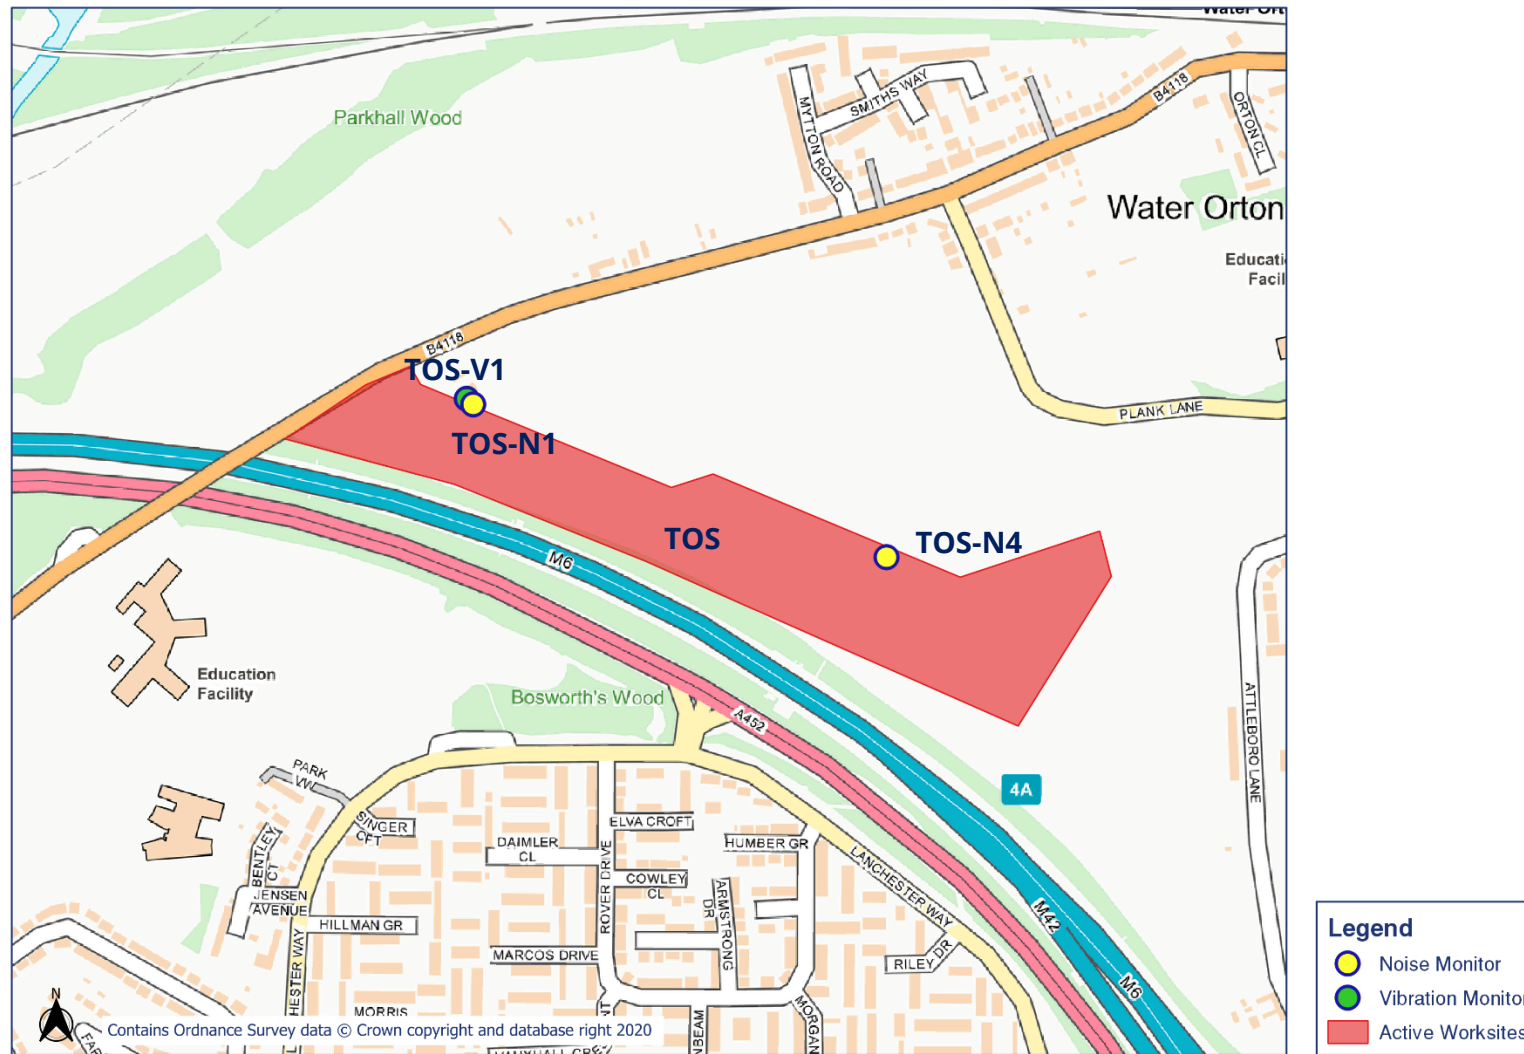 Parkhall Wood
MYTTON ROAD
SMITHS WAY
B4118
ORTON CL
Water Orton
B4118
TOS-V1
TOS-N1
PLANK LANE
TOS
TOS-N4
M6
Education
Facility
Bosworth's Wood
A452
ATTLEBORO LANE
4A
PARK
SINGER
CFT
ELVA CROFT
DAIMLER
CL
HUMBER GR
BENTLEY
CT
ROVER DRIVE
COWLEY
CL
LANCHESTER WAY
JENSEN
AVENUE
ARMSTRONG
DR
HILLMAN GR
MARCOS DRIVE
RILEY DR
M42
M6
MORRIS
MORGAN
N
Contains Ordnance Survey data © Crown copyright and database right 2020
Legend
Noise Monitor
Vibration Monitor
Active Worksites